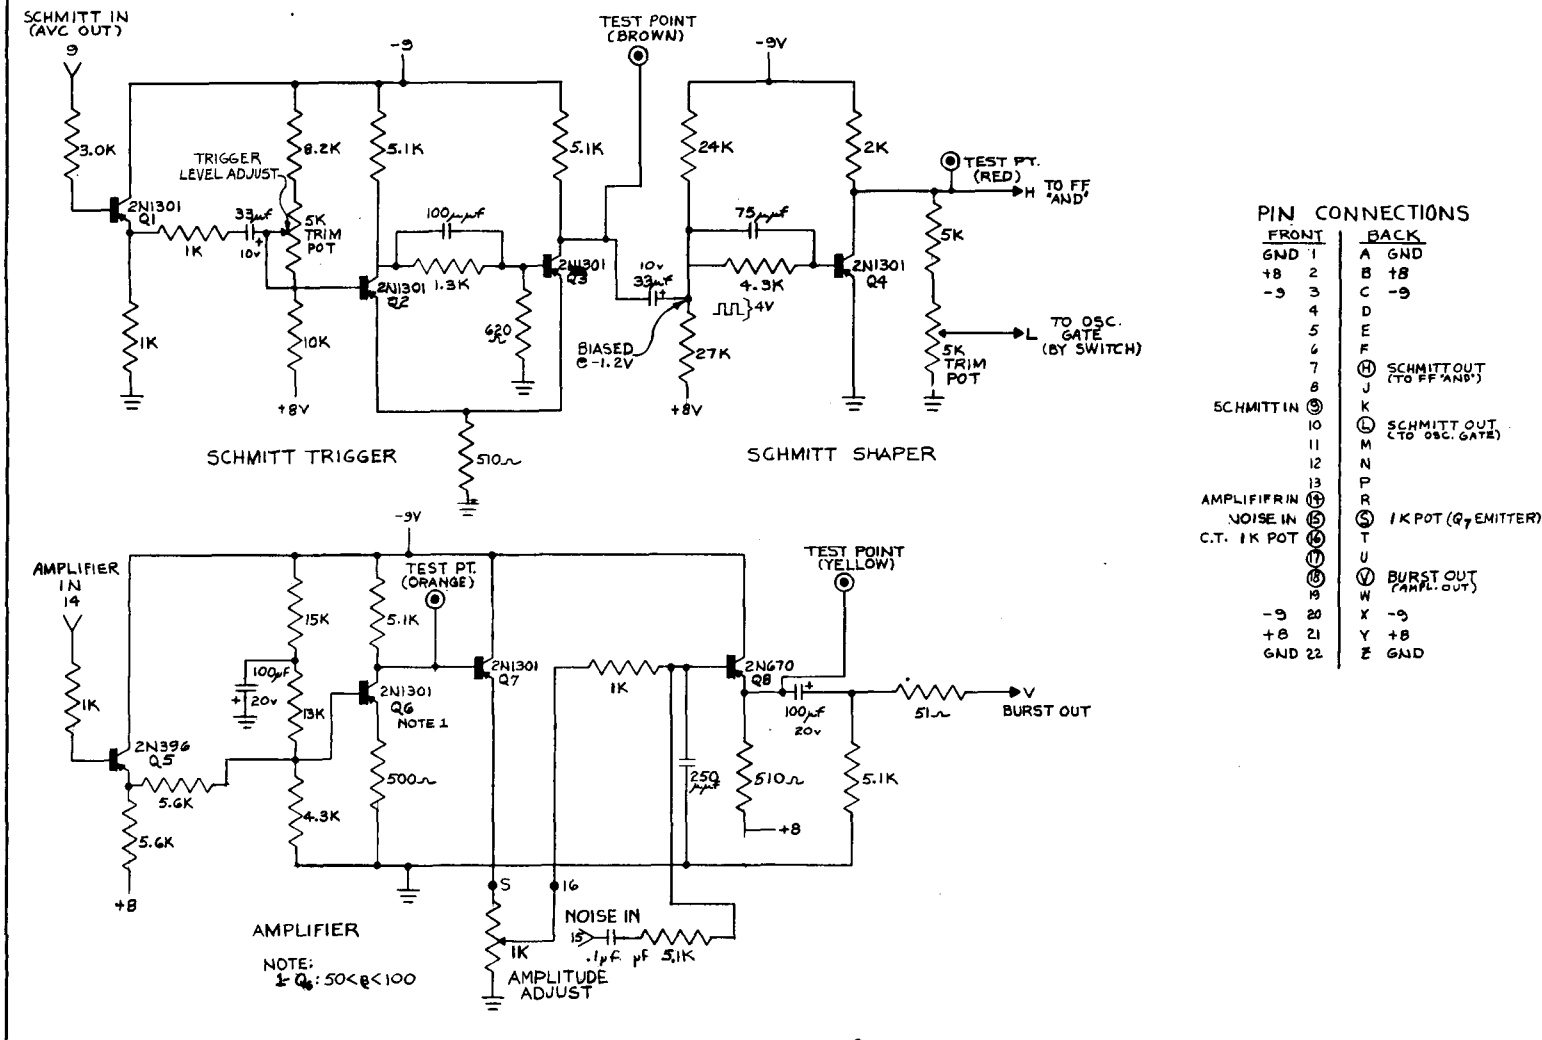 SCHMITT IN
(AVC OUT)
9
3.0K
2N1301
Q1
1K
1K
33µf
10v
TRIGGER
LEVEL ADJUST
-9
8.2K
5K
TRIM
POT
10K
+8V
5.1K
100µµf
1.3K
2N1301
Q2
620
Ω
5.1K
2N1301
Q3
510Ω
SCHMITT TRIGGER
TEST POINT
(BROWN)
10v
33µf
BIASED
@ -1.2V
-9V
24K
75µµf
4.3K
4V
27K
+8V
2K
2N1301
Q4
TEST PT.
(RED)
H TO FF
"AND"
5K
5K
TRIM
POT
L TO OSC.
GATE
(BY SWITCH)
SCHMITT SHAPER
PIN CONNECTIONS
FRONT BACK
GND 1 A GND
+8 2 B +8
-9 3 C -9
4 D
5 E
6 F
7 H SCHMITT OUT
(TO FF "AND")
8 J
SCHMITT IN 9 K
10 L SCHMITT OUT
(TO OSC. GATE)
11 M
12 N
13 P
AMPLIFIER IN 14 R
NOISE IN 15 S 1K POT (Q7 EMITTER)
C.T. 1K POT 16 T
17 U
18 V BURST OUT
(AMPL. OUT)
19 W
-9 20 X -9
+8 21 Y +8
GND 22 Z GND
AMPLIFIER
IN
14
1K
2N396
Q5
5.6K
5.6K
+8
-9V
15K
100µF
20v
13K
4.3K
5.1K
TEST PT.
(ORANGE)
2N1301
Q6
NOTE 1
500Ω
2N1301
Q7
S
16
1K
AMPLITUDE
ADJUST
NOISE IN
15
.1µf µF
5.1K
1K
250
µµf
2N670
Q8
510Ω
+8
TEST POINT
(YELLOW)
100µf
20v
5.1K
51Ω
V
BURST OUT
AMPLIFIER
NOTE:
1- Q6: 50<β<100